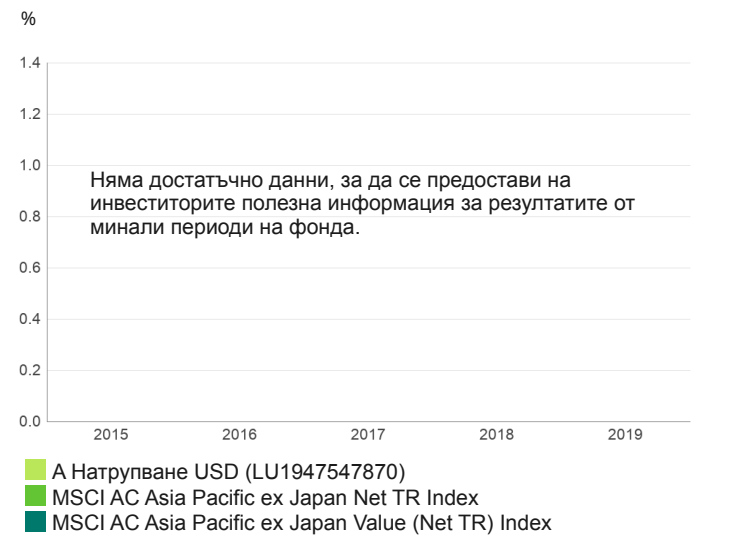 %
1.4
1.2
1.0
0.8
0.6
0.4
0.2
0.0
Няма достатъчно данни, за да се предостави на
инвеститорите полезна информация за резултатите от
минали периоди на фонда.
2015 2016 2017 2018 2019
А Натрупване USD (LU1947547870)
MSCI AC Asia Pacific ex Japan Net TR Index
MSCI AC Asia Pacific ex Japan Value (Net TR) Index